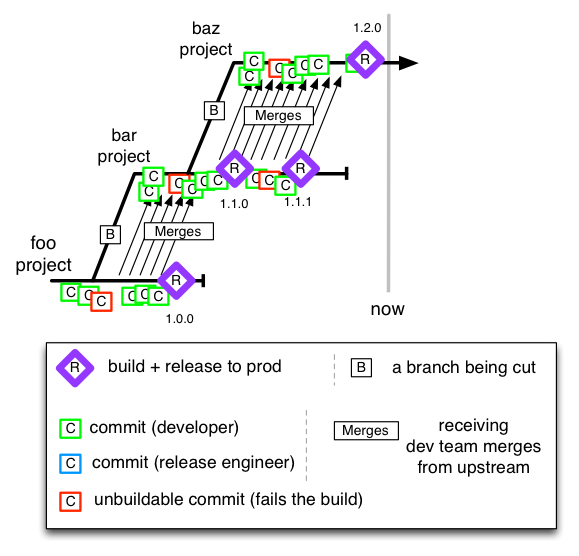 1.2.0
baz
project
C C C C C C C R
B
Merges
bar
project
C C C C C C R C C C R
1.1.0
1.1.1
B
Merges
foo
project
C C C C C C R
1.0.0
now
R build + release to prod
B a branch being cut
C commit (developer)
C commit (release engineer)
C unbuildable commit (fails the build)
Merges receiving
dev team merges
from upstream